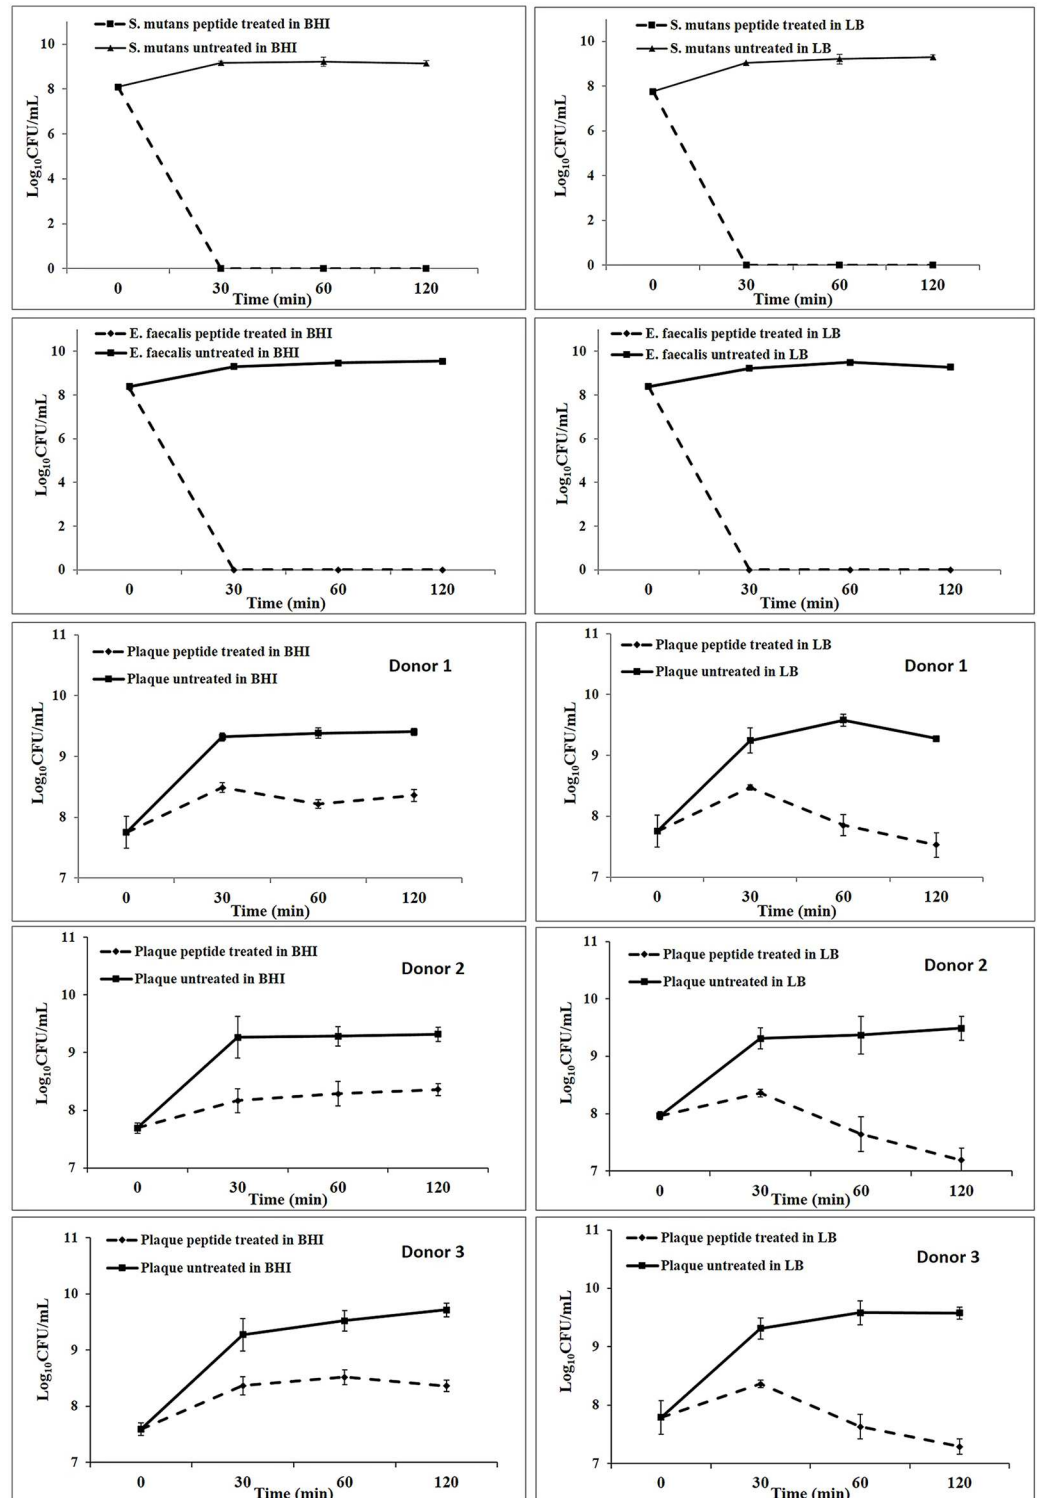 S. mutans peptide treated in BHI
S. mutans untreated in BHI
10
8
6
4
2
0
Log10CFU/mL
0 30 60 120
Time (min)
S. mutans peptide treated in LB
S. mutans untreated in LB
10
8
6
4
2
0
Log10CFU/mL
0 30 60 120
Time (min)
E. faecalis peptide treated in BHI
E. faecalis untreated in BHI
10
8
6
4
2
0
Log10CFU/mL
0 30 60 120
Time (min)
E. faecalis peptide treated in LB
E. faecalis untreated in LB
10
8
6
4
2
0
Log10CFU/mL
0 30 60 120
Time (min)
Plaque peptide treated in BHI
Donor 1
Plaque untreated in BHI
11
10
9
8
7
Log10CFU/mL
0 30 60 120
Time (min)
Plaque peptide treated in LB
Donor 1
Plaque untreated in LB
11
10
9
8
7
Log10CFU/mL
0 30 60 120
Time (min)
Plaque peptide treated in BHI
Donor 2
Plaque untreated in BHI
11
10
9
8
7
Log10CFU/mL
0 30 60 120
Time (min)
Plaque peptide treated in LB
Donor 2
Plaque untreated in LB
11
10
9
8
7
Log10CFU/mL
0 30 60 120
Time (min)
Plaque peptide treated in BHI
Donor 3
Plaque untreated in BHI
11
10
9
8
7
Log10CFU/mL
0 30 60 120
Time (min)
Plaque peptide treated in LB
Donor 3
Plaque untreated in LB
11
10
9
8
7
Log10CFU/mL
0 30 60 120
Time (min)